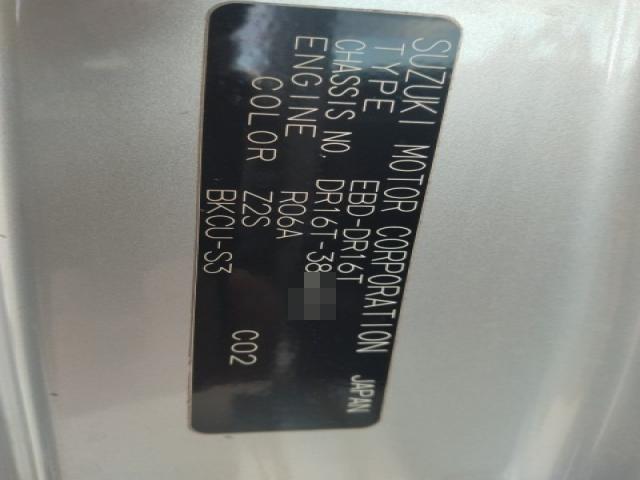 SUZUKI MOTOR CORPORATION JAPAN
TYPE EBD-DR16T
CHASSIS NO. DR16T-38
ENGINE R06A
COLOR Z2S
BKCU-S3 C02